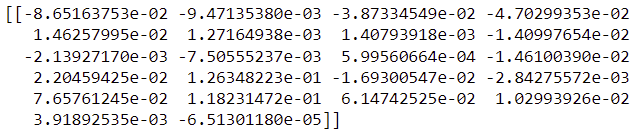 [[-8.65163753e-02 -9.47135380e-03 -3.87334549e-02 -4.70299353e-02
1.46257995e-02 1.27164938e-03 1.40793918e-03 -1.40997654e-02
-2.13927170e-03 -7.50555237e-03 5.99560664e-04 -1.46100390e-02
2.20459425e-02 1.26348223e-01 -1.69300547e-02 -2.84275572e-03
7.65761245e-02 1.18231472e-01 6.14742525e-02 1.02993926e-02
3.91892535e-03 -6.51301180e-05]]